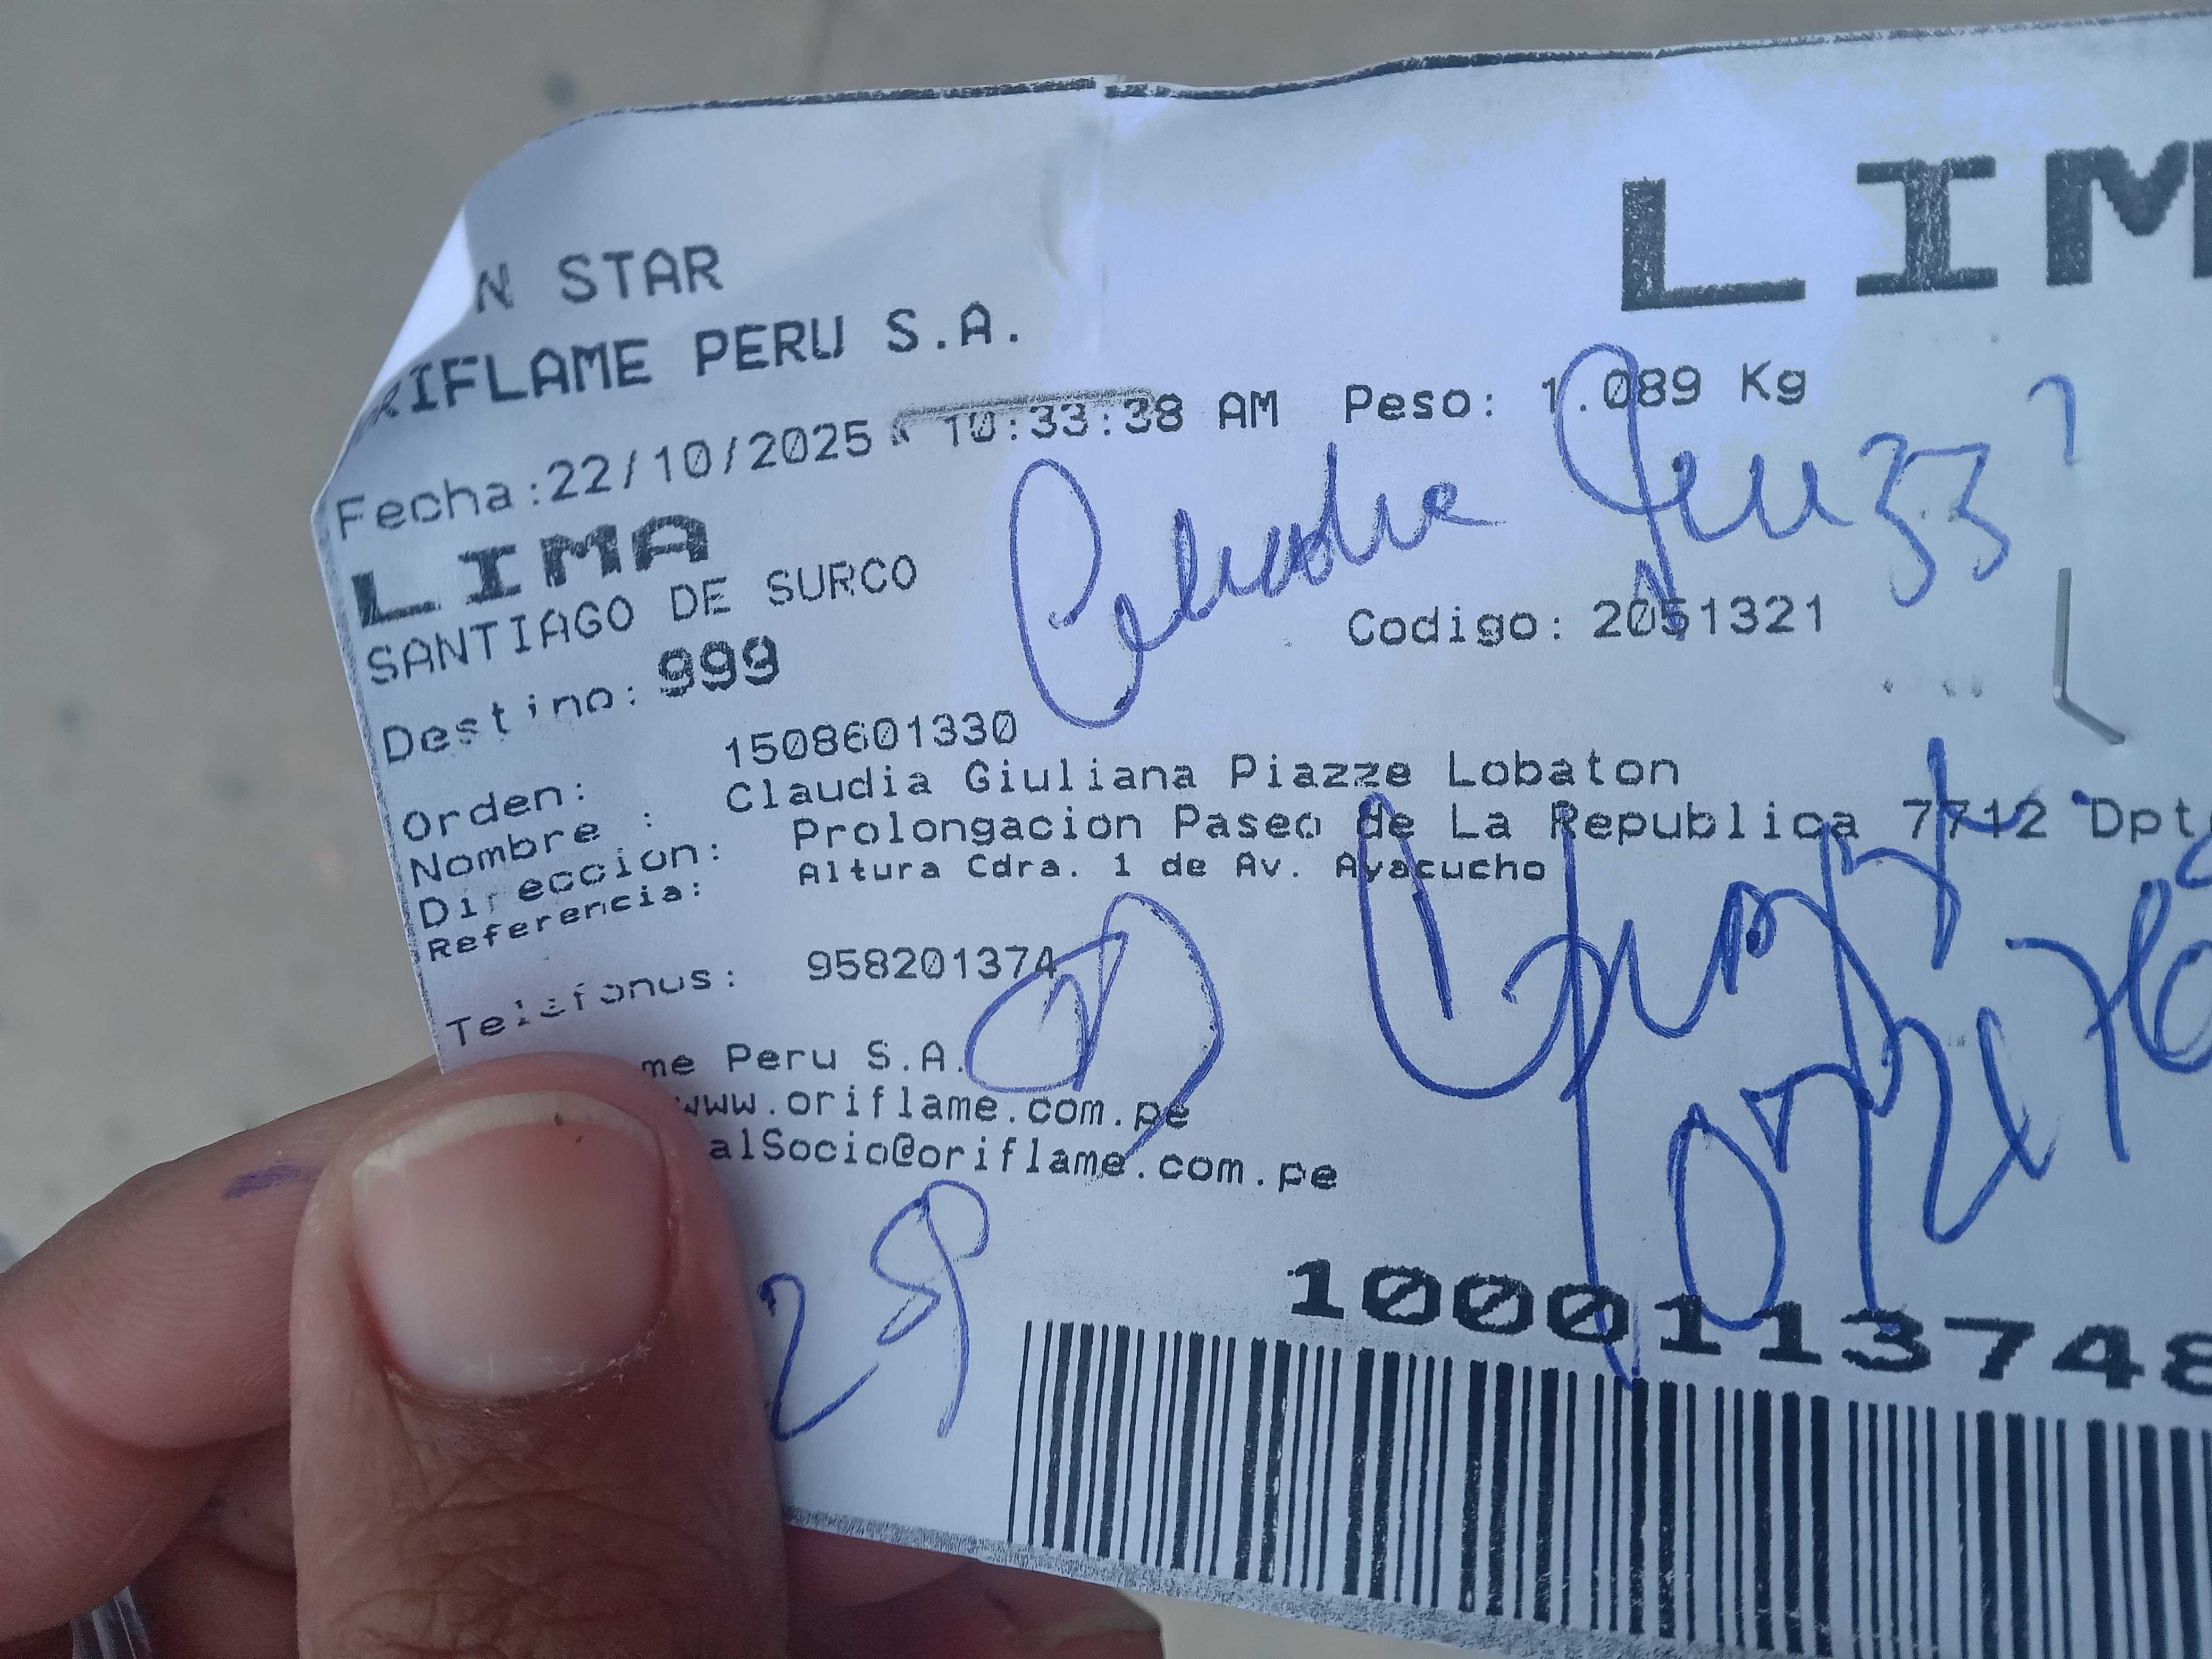 N STAR
LIM
RIFLAME PERU S.A.
Fecha:22/10/2025 10:33:38 AM Peso: 1.089 Kg
LIMA
SANTIAGO DE SURCO
Destino: 999 Codigo: 2051321
Orden: 1508601330
Nombre : Claudia Giuliana Piazze Lobaton
Direccion: Prolongacion Paseo de La Republica 7712 Dpt
Referencia: Altura Cdra. 1 de Av. Ayacucho
Telefonos: 958201374
me Peru S.A.
www.oriflame.com.pe
alSocio@oriflame.com.pe
1000113748